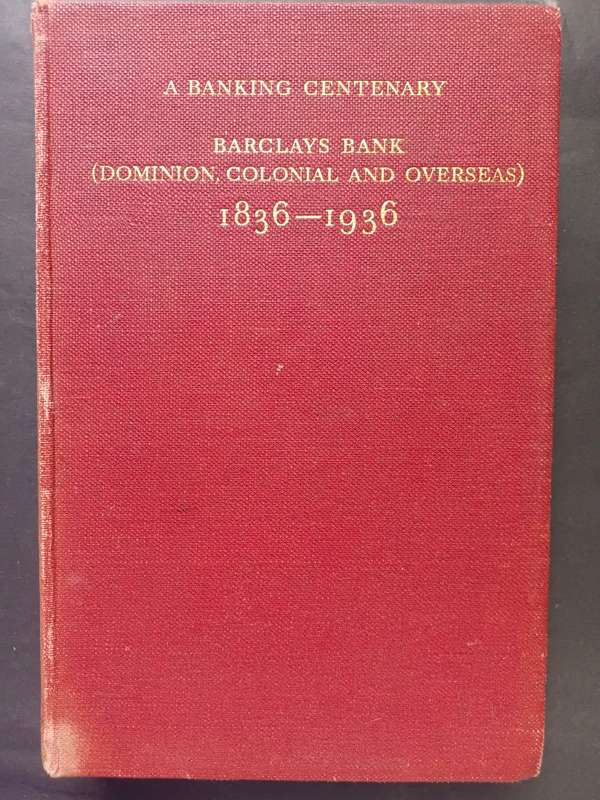 A BANKING CENTENARY
BARCLAYS BANK
(DOMINION, COLONIAL AND OVERSEAS)
1836—1936